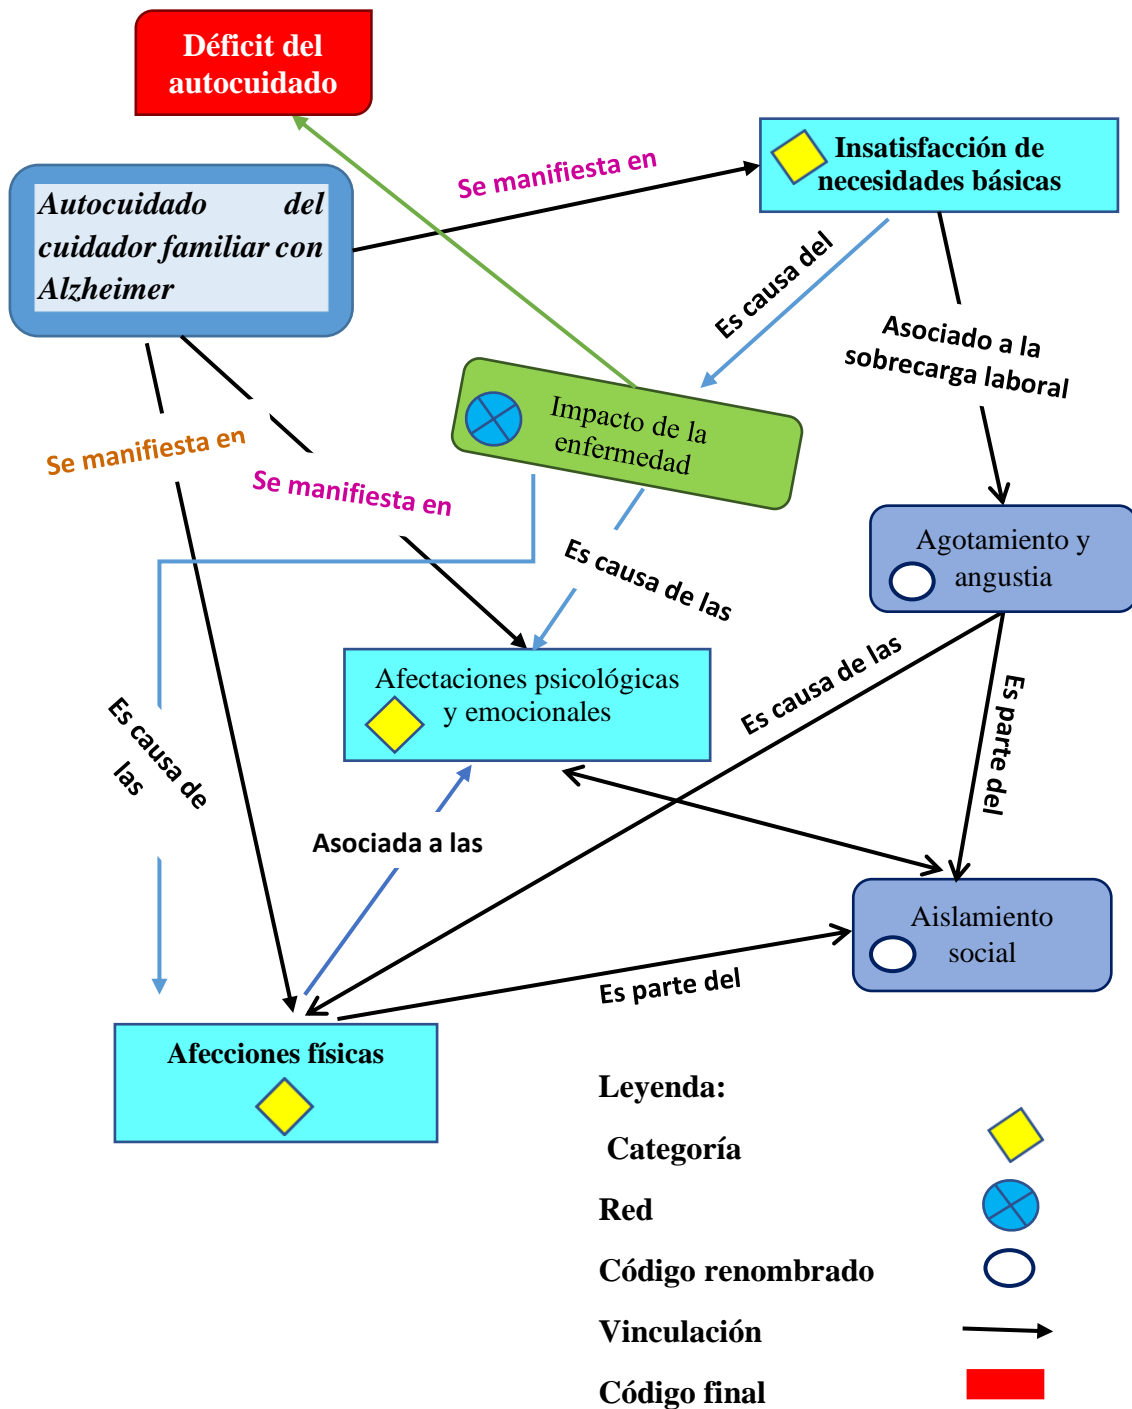 Déficit del
autocuidado
Insatisfacción de
necesidades básicas
Se manifiesta en
Autocuidado del
cuidador familiar con
Alzheimer
Es causa del
Asociado a la
sobrecarga laboral
Impacto de la
enfermedad
Se manifiesta en
Se manifiesta en
Agotamiento y
angustia
Es causa de las
Afectaciones psicológicas
y emocionales
Es causa de las
Es parte del
Es causa de
las
Asociada a las
Aislamiento
social
Es parte del
Afecciones físicas
Leyenda:
Categoría
Red
Código renombrado
Vinculación
Código final